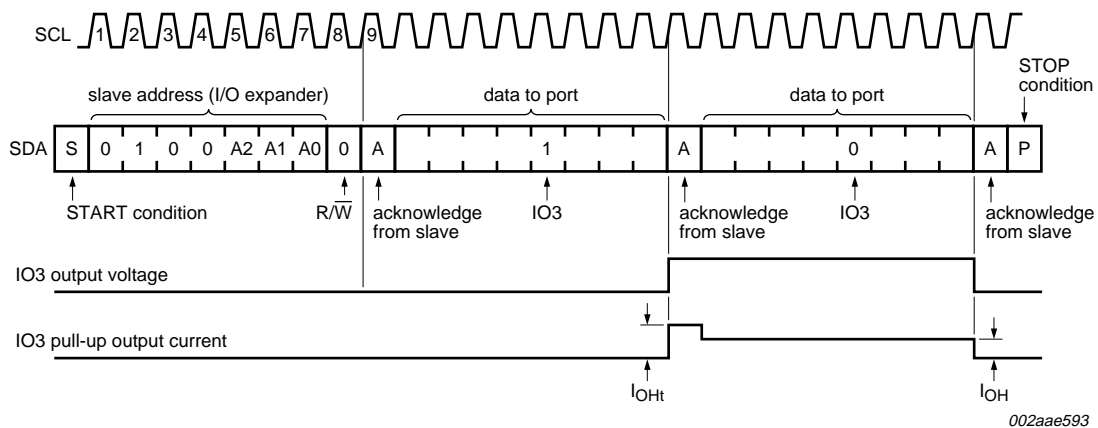 SCL 1 2 3 4 5 6 7 8 9
STOP
condition
slave address (I/O expander) data to port data to port
SDA S 0 1 0 0 A2 A1 A0 0 A 1 A 0 A P
START condition R/W̅ acknowledge
from slave IO3 acknowledge
from slave IO3 acknowledge
from slave
IO3 output voltage
IO3 pull-up output current
IOHt IOH
002aae593